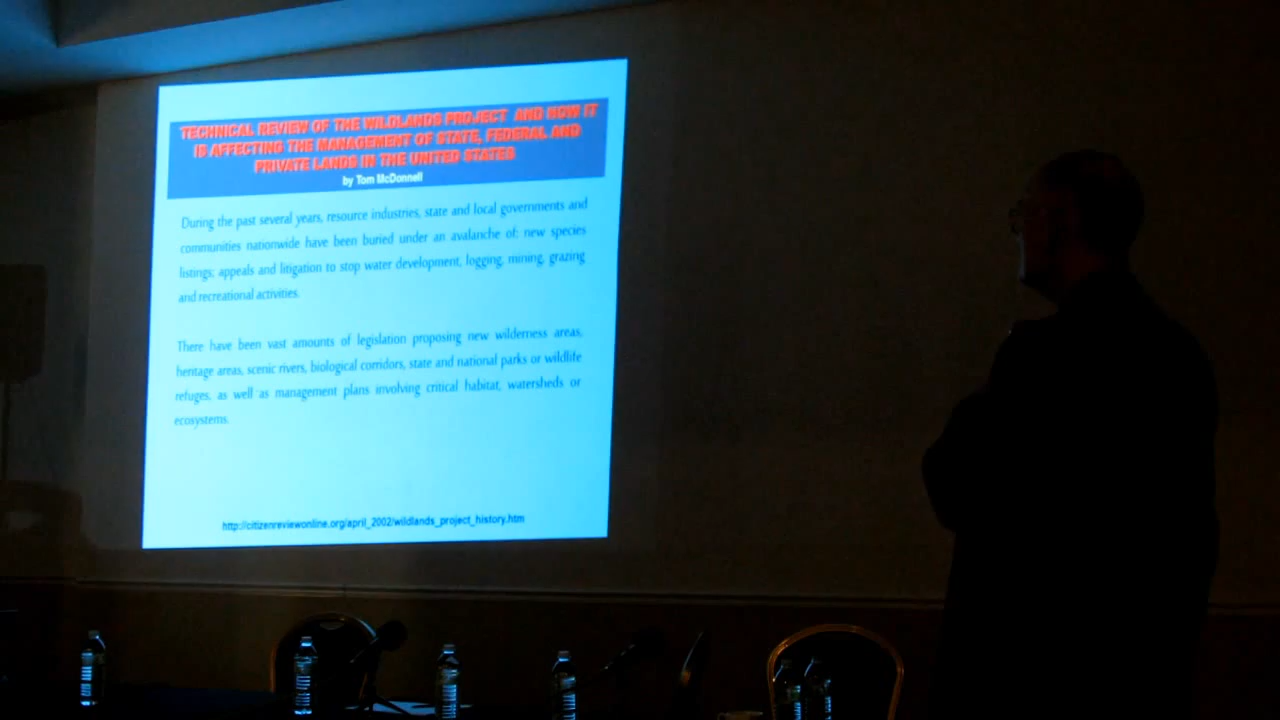 TECHNICAL REVIEW OF THE WILDLANDS PROJECT AND HOW IT
IS AFFECTING THE MANAGEMENT OF STATE, FEDERAL AND
PRIVATE LANDS IN THE UNITED STATES
by Tom McDonnell
During the past several years, resource industries, state and local governments and
communities nationwide have been buried under an avalanche of: new species
listings; appeals and litigation to stop water development, logging, mining, grazing
and recreational activities.
There have been vast amounts of legislation proposing new wilderness areas,
heritage areas, scenic rivers, biological corridors, state and national parks or wildlife
refuges, as well as management plans involving critical habitat, watersheds or
ecosystems.
http://citizenreviewonline.org/april_2002/wildlands_project_history.htm